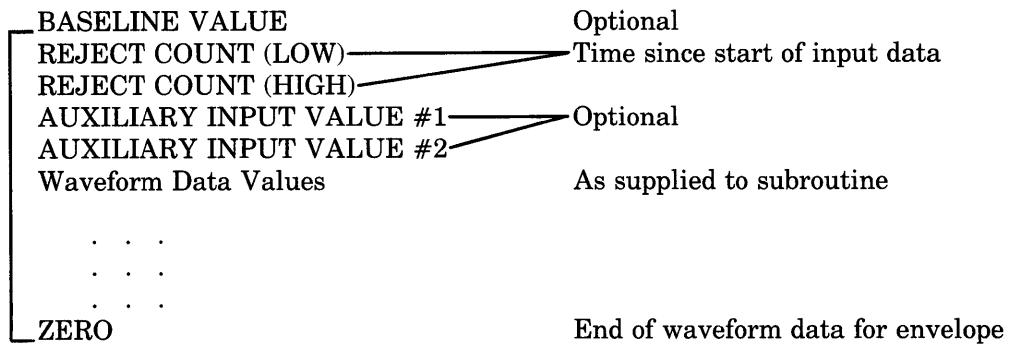 BASELINE VALUE Optional
REJECT COUNT (LOW) Time since start of input data
REJECT COUNT (HIGH)
AUXILIARY INPUT VALUE #1 Optional
AUXILIARY INPUT VALUE #2
Waveform Data Values As supplied to subroutine
. . .
. . .
. . .
ZERO End of waveform data for envelope